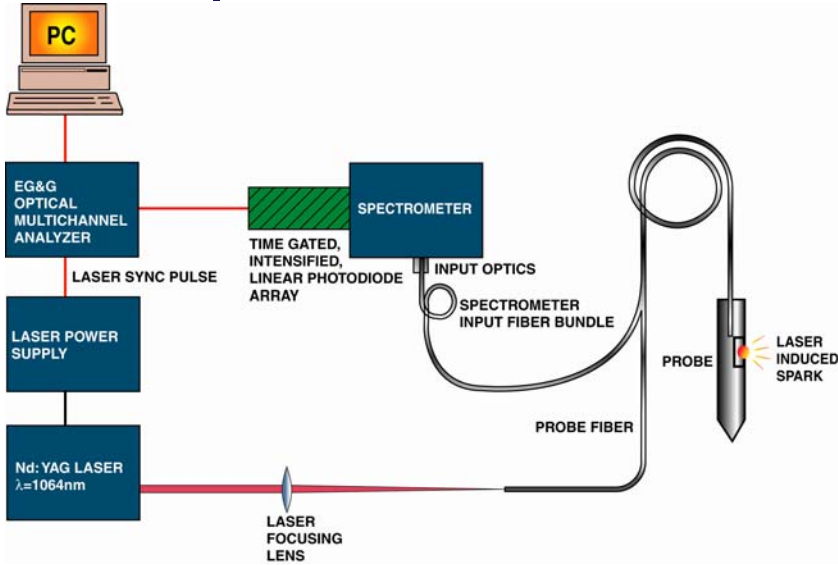 PC
EG&G
OPTICAL
MULTICHANNEL
ANALYZER
SPECTROMETER
TIME GATED,
INTENSIFIED,
LINEAR PHOTODIODE
ARRAY
INPUT OPTICS
LASER SYNC PULSE
SPECTROMETER
INPUT FIBER BUNDLE
LASER POWER
SUPPLY
PROBE
LASER
INDUCED
SPARK
PROBE FIBER
Nd: YAG LASER
λ=1064nm
LASER
FOCUSING
LENS